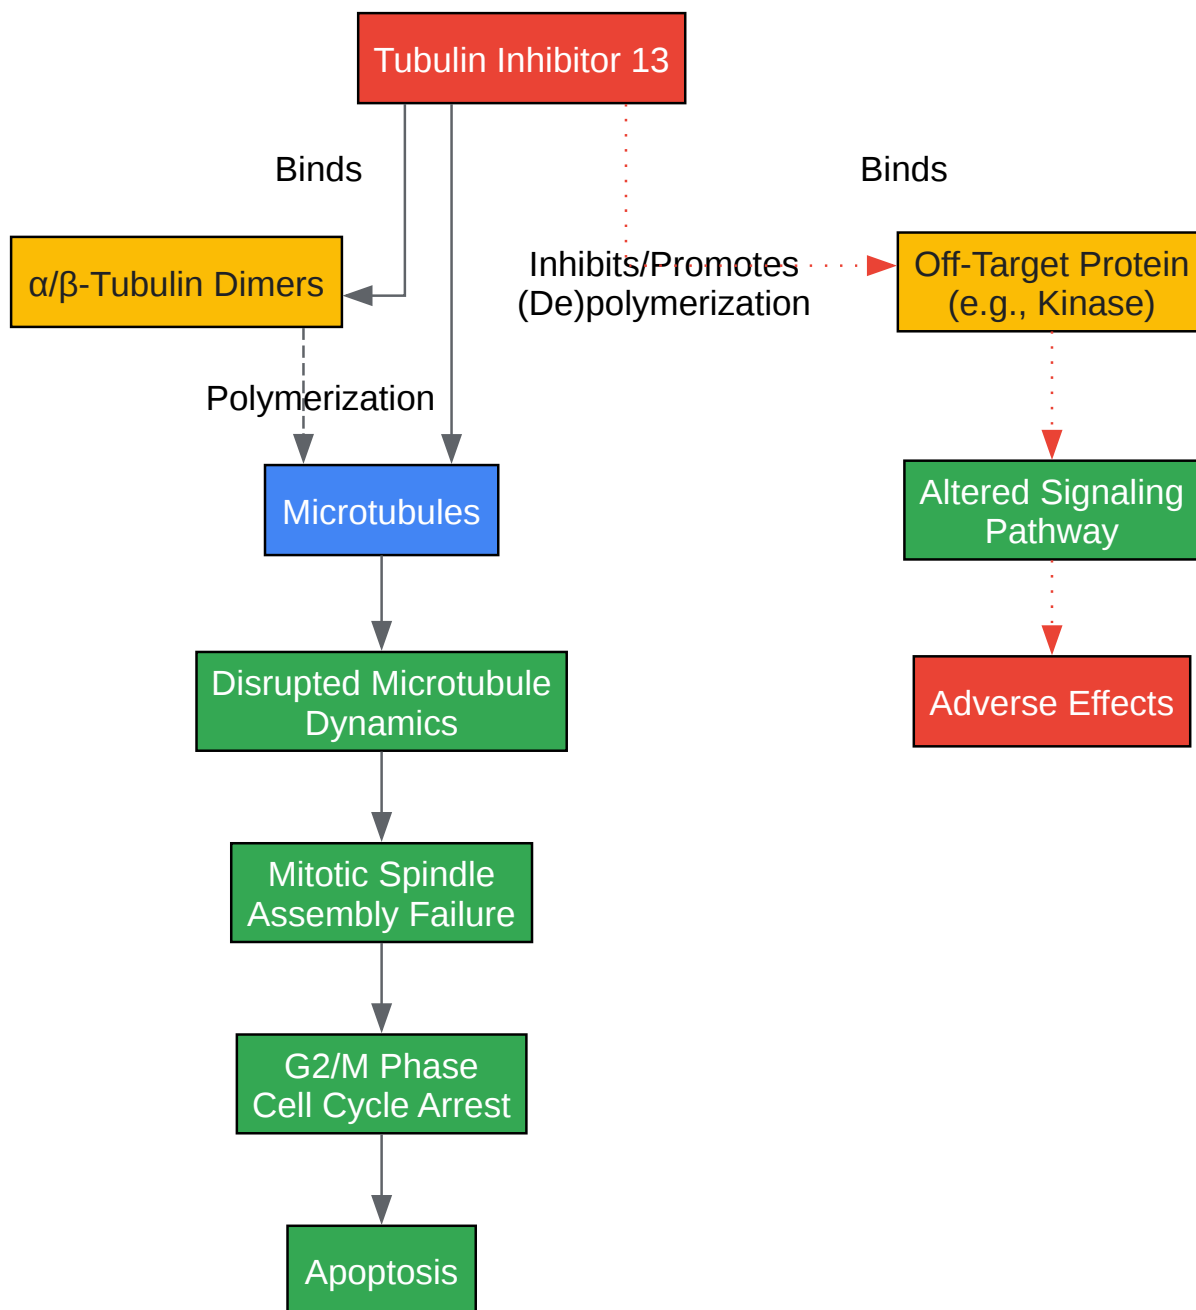 Tubulin Inhibitor 13
Binds
Binds
α/β-Tubulin Dimers
Inhibits/Promotes
(De)polymerization
Off-Target Protein
(e.g., Kinase)
Polymerization
Microtubules
Altered Signaling
Pathway
Disrupted Microtubule
Dynamics
Adverse Effects
Mitotic Spindle
Assembly Failure
G2/M Phase
Cell Cycle Arrest
Apoptosis